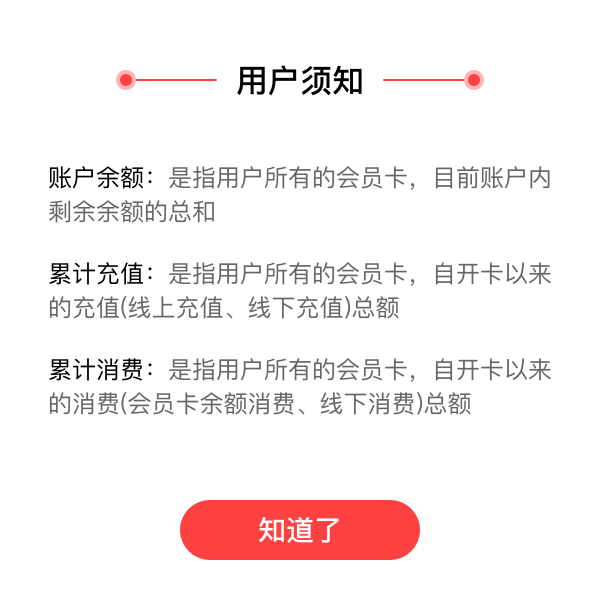 用户须知
账户余额：是指用户所有的会员卡，目前账户内
剩余余额的总和
累计充值：是指用户所有的会员卡，自开卡以来
的充值(线上充值、线下充值)总额
累计消费：是指用户所有的会员卡，自开卡以来
的消费(会员卡余额消费、线下消费)总额
知道了